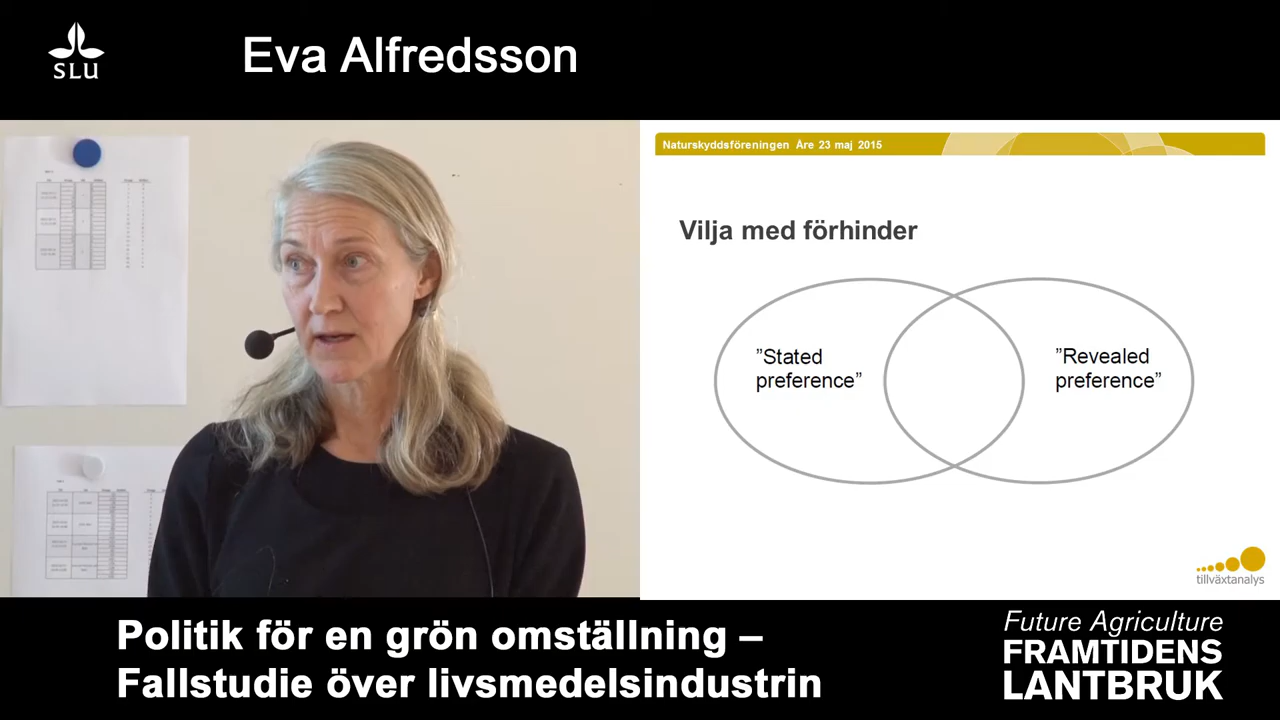 SLU
Eva Alfredsson
Naturskyddsföreningen Åre 23 maj 2015
Vilja med förhinder
”Stated
preference”
”Revealed
preference”
tillväxtanalys
Politik för en grön omställning –
Fallstudie över livsmedelsindustrin
Future Agriculture
FRAMTIDENS
LANTBRUK